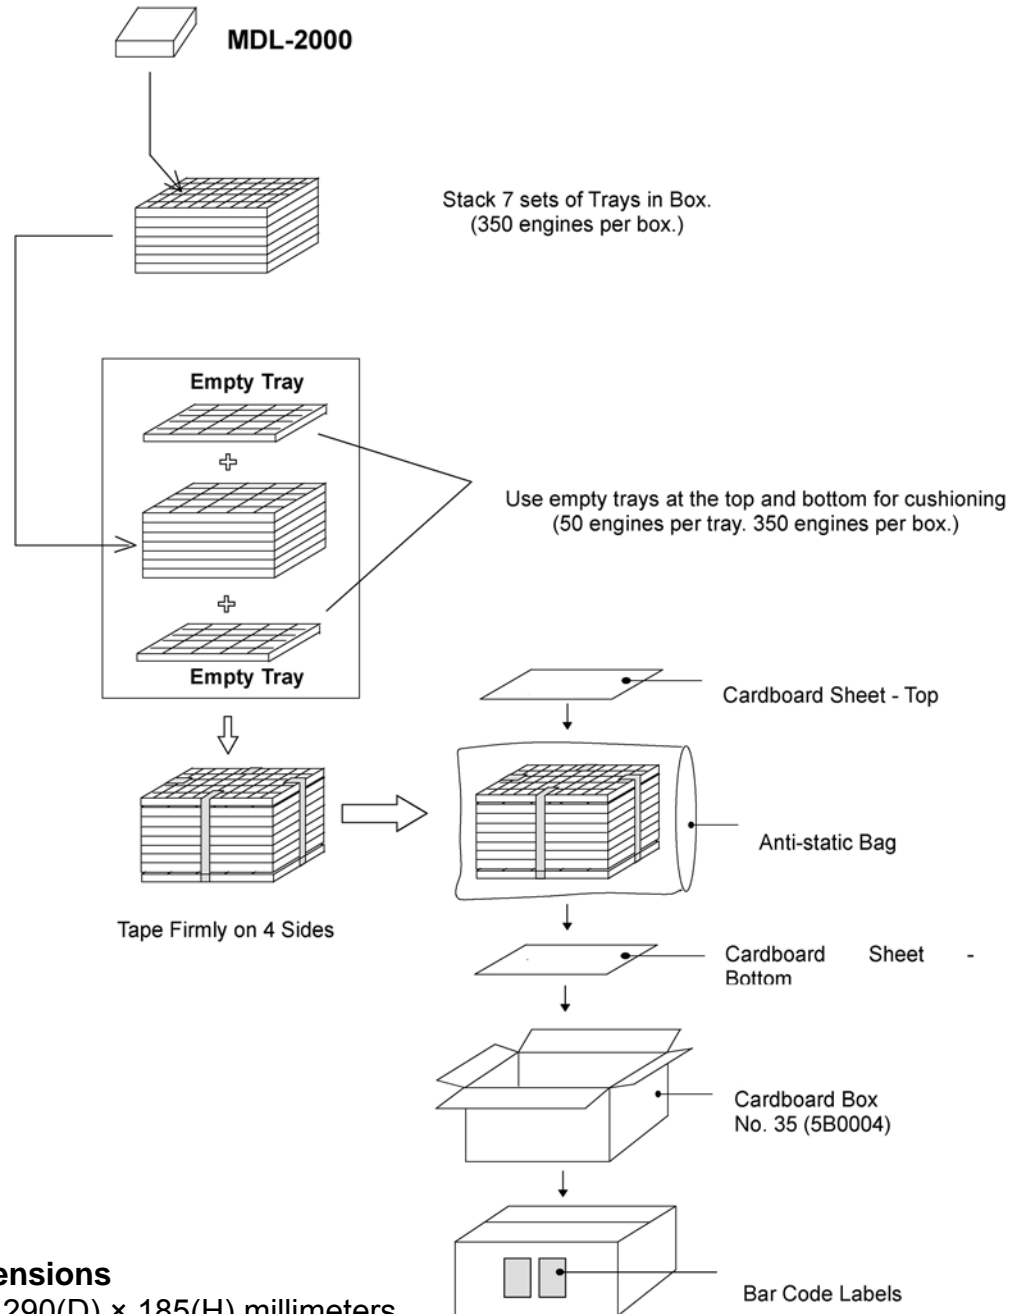 MDL-2000
Stack 7 sets of Trays in Box.
(350 engines per box.)
Empty Tray
Use empty trays at the top and bottom for cushioning
(50 engines per tray. 350 engines per box.)
Empty Tray
Cardboard Sheet - Top
Anti-static Bag
Tape Firmly on 4 Sides
Cardboard Sheet -
Bottom
Cardboard Box
No. 35 (5B0004)
ensions
290(D) × 185(H) millimeters
Bar Code Labels